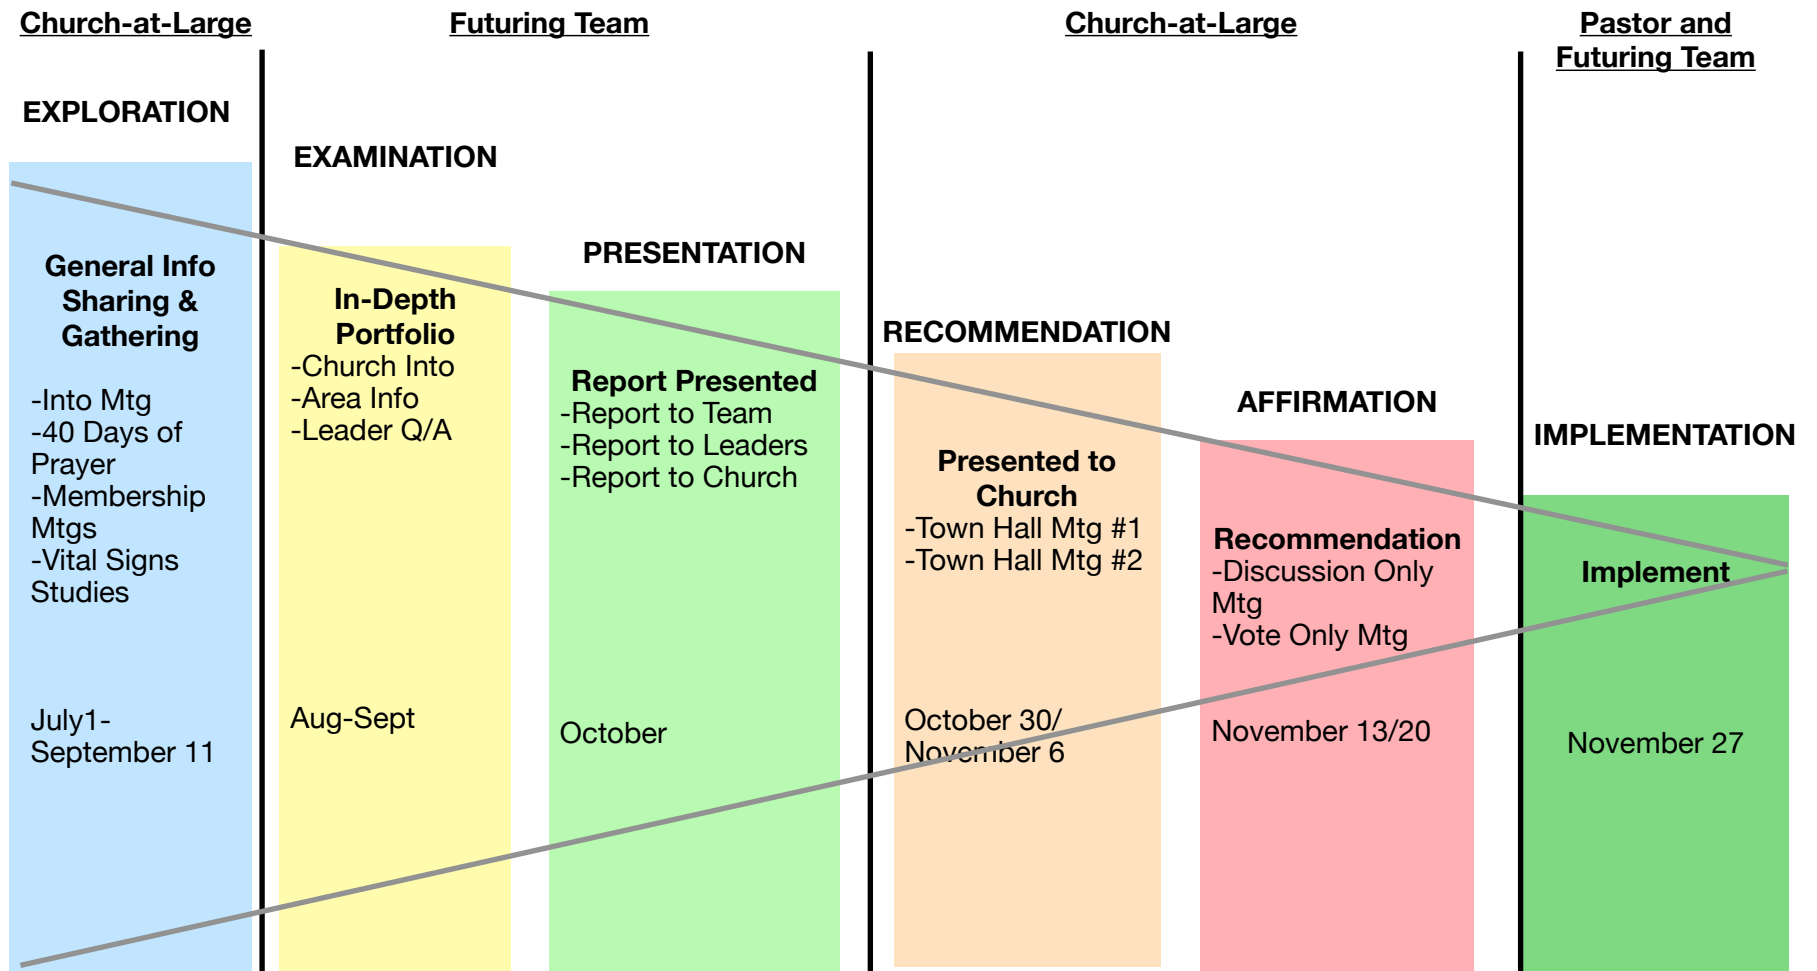 Church-at-Large
EXPLORATION
General Info
Sharing &
Gathering
-Into Mtg
-40 Days of
Prayer
-Membership
Mtgs
-Vital Signs
Studies
July1-
September 11
Futuring Team
EXAMINATION
In-Depth
Portfolio
-Church Into
-Area Info
-Leader Q/A
Aug-Sept
PRESENTATION
Report Presented
-Report to Team
-Report to Leaders
-Report to Church
October
Church-at-Large
RECOMMENDATION
Presented to
Church
-Town Hall Mtg #1
-Town Hall Mtg #2
October 30/
November 6
AFFIRMATION
Recommendation
-Discussion Only
Mtg
-Vote Only Mtg
November 13/20
Pastor and
Futuring Team
IMPLEMENTATION
Implement
November 27